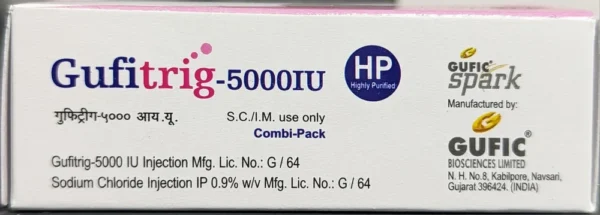 Gufitrig-5000IU
HP
Highly Purified
गुफिट्रीग-५००० आय.यू.
S.C./I.M. use only
Combi-Pack
Gufitrig-5000 IU Injection Mfg. Lic. No.: G / 64
Sodium Chloride Injection IP 0.9% w/v Mfg. Lic. No.: G / 64
GUFIC
spark
Manufactured by:
GUFIC®
BIOSCIENCES LIMITED
N. H. No.8, Kabilpore, Navsari,
Gujarat 396424. (INDIA)